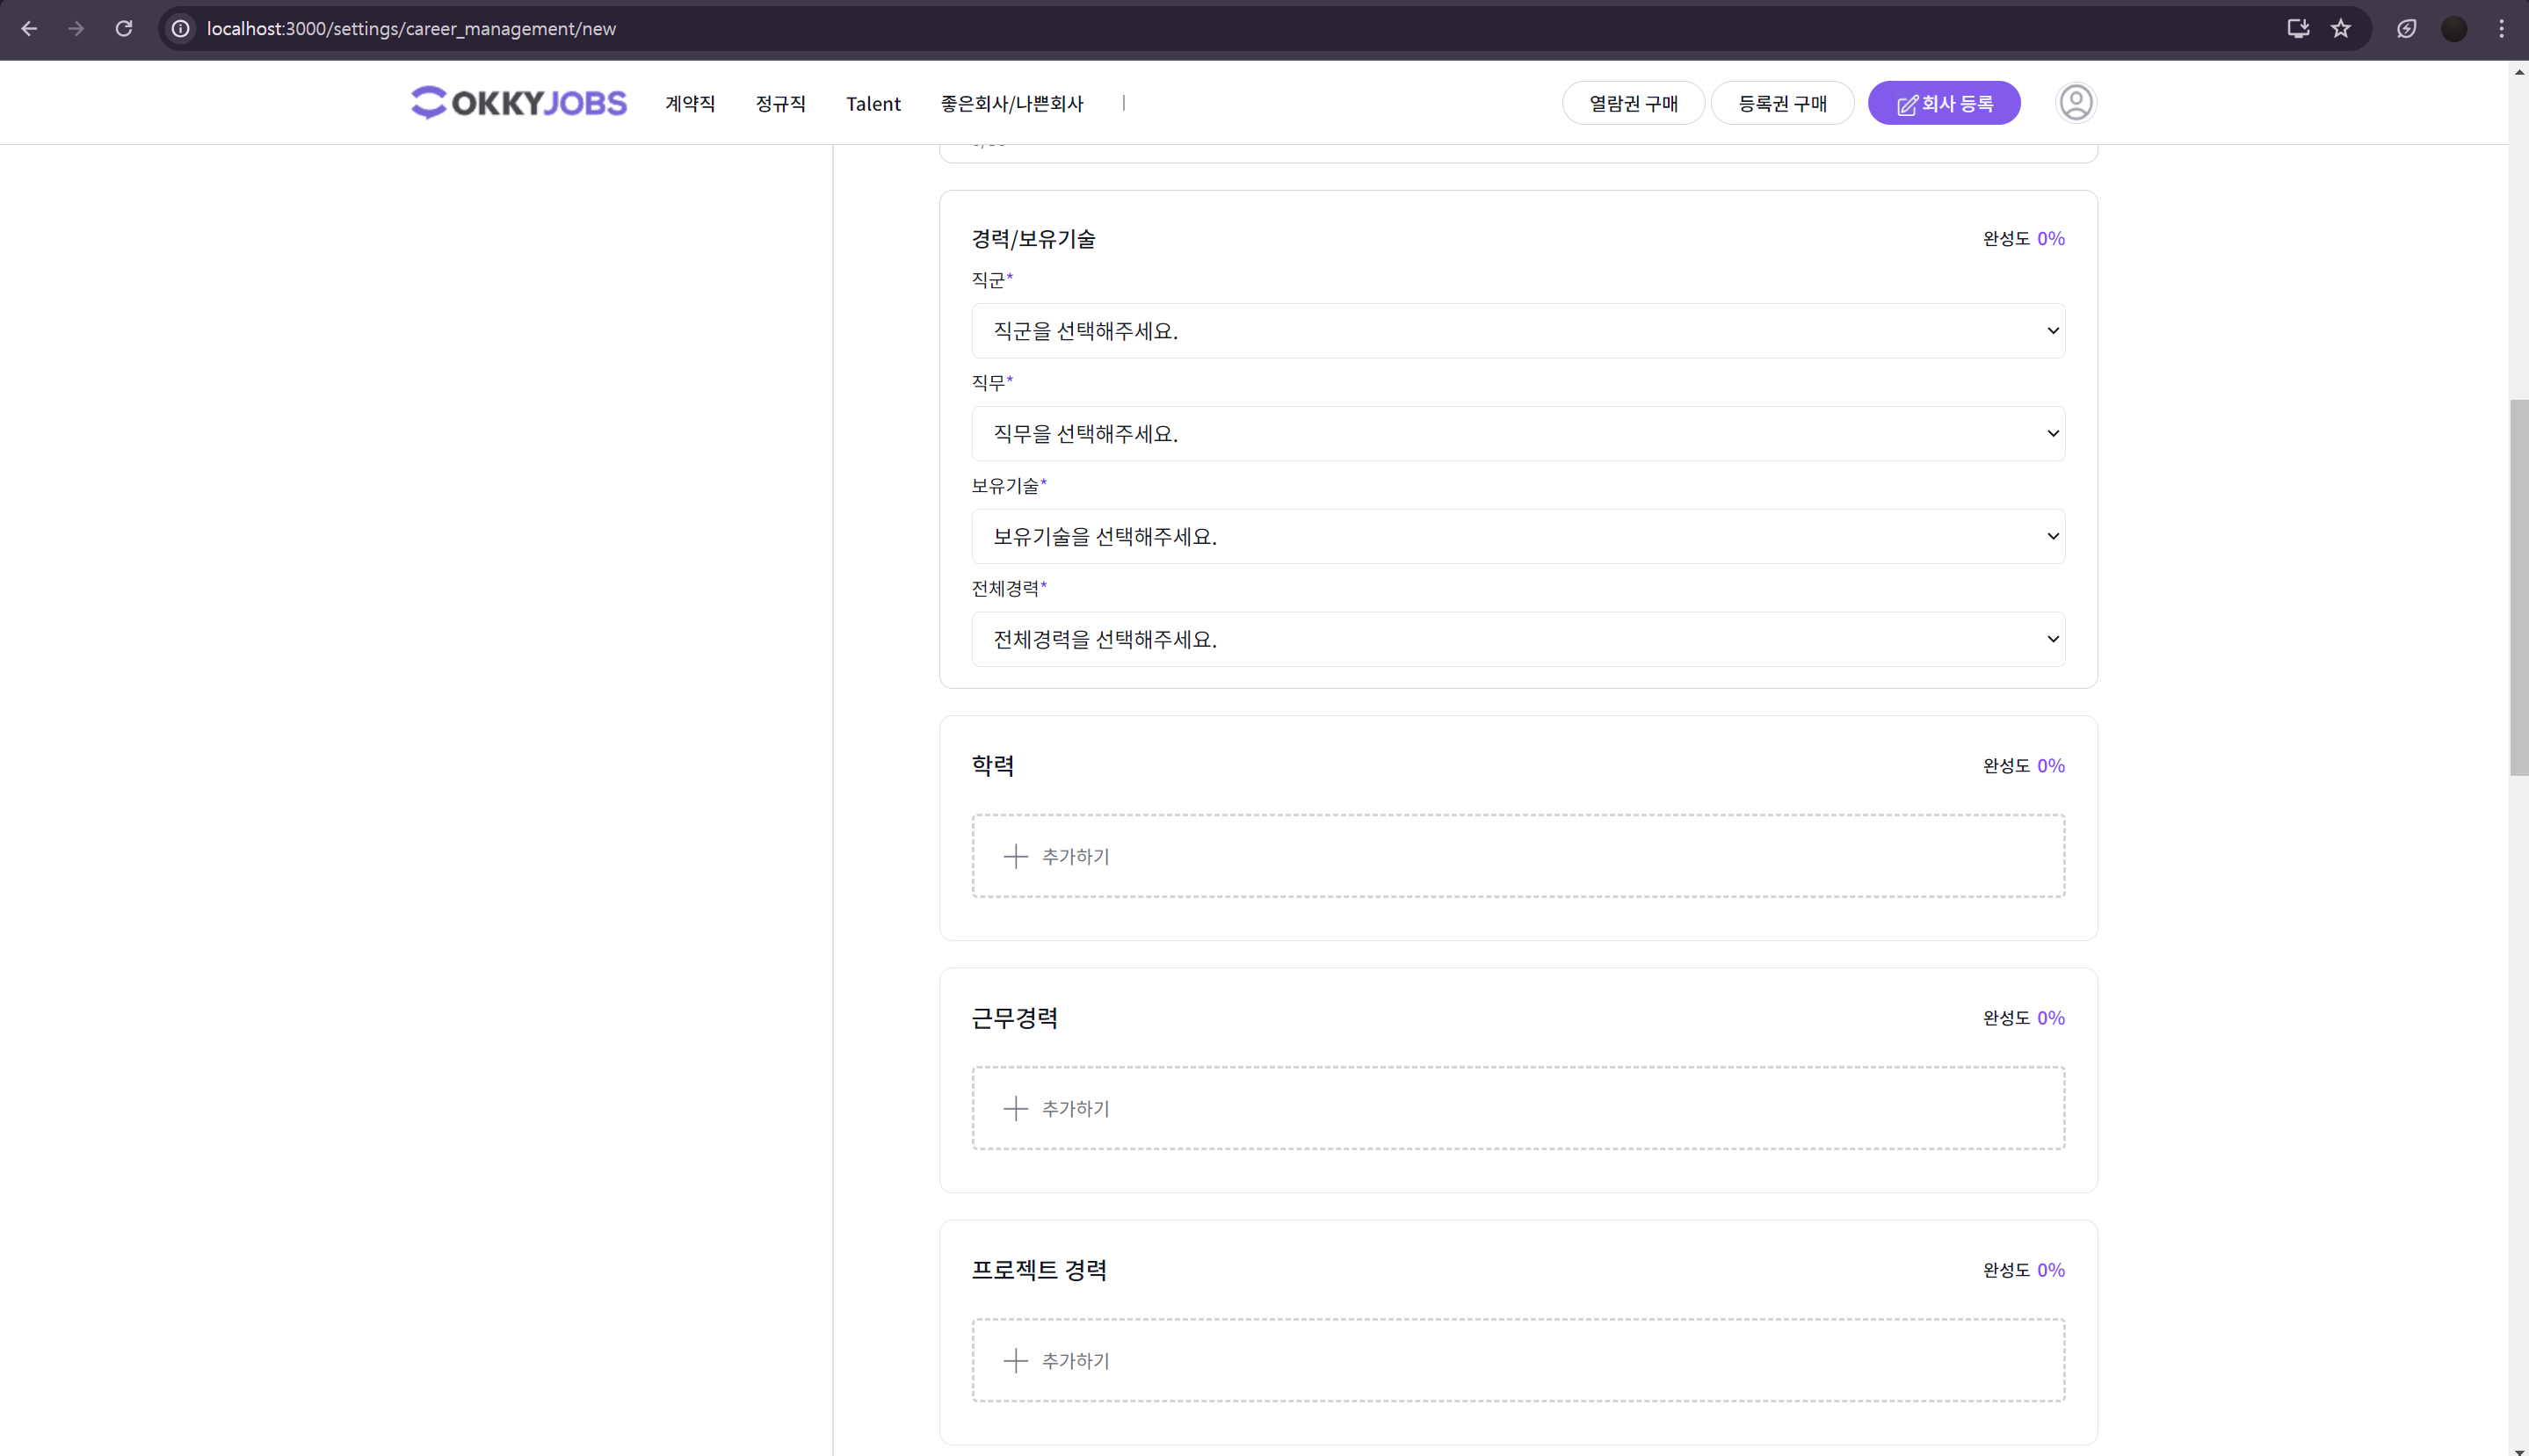 localhost:3000/settings/career_management/new
OKKYJOBS 계약직 정규직 Talent 좋은회사/나쁜회사 | 열람권 구매 등록권 구매 회사 등록
경력/보유기술 완성도 0%
직군*
직군을 선택해주세요.
직무*
직무을 선택해주세요.
보유기술*
보유기술을 선택해주세요.
전체경력*
전체경력을 선택해주세요.
학력 완성도 0%
추가하기
근무경력 완성도 0%
추가하기
프로젝트 경력 완성도 0%
추가하기